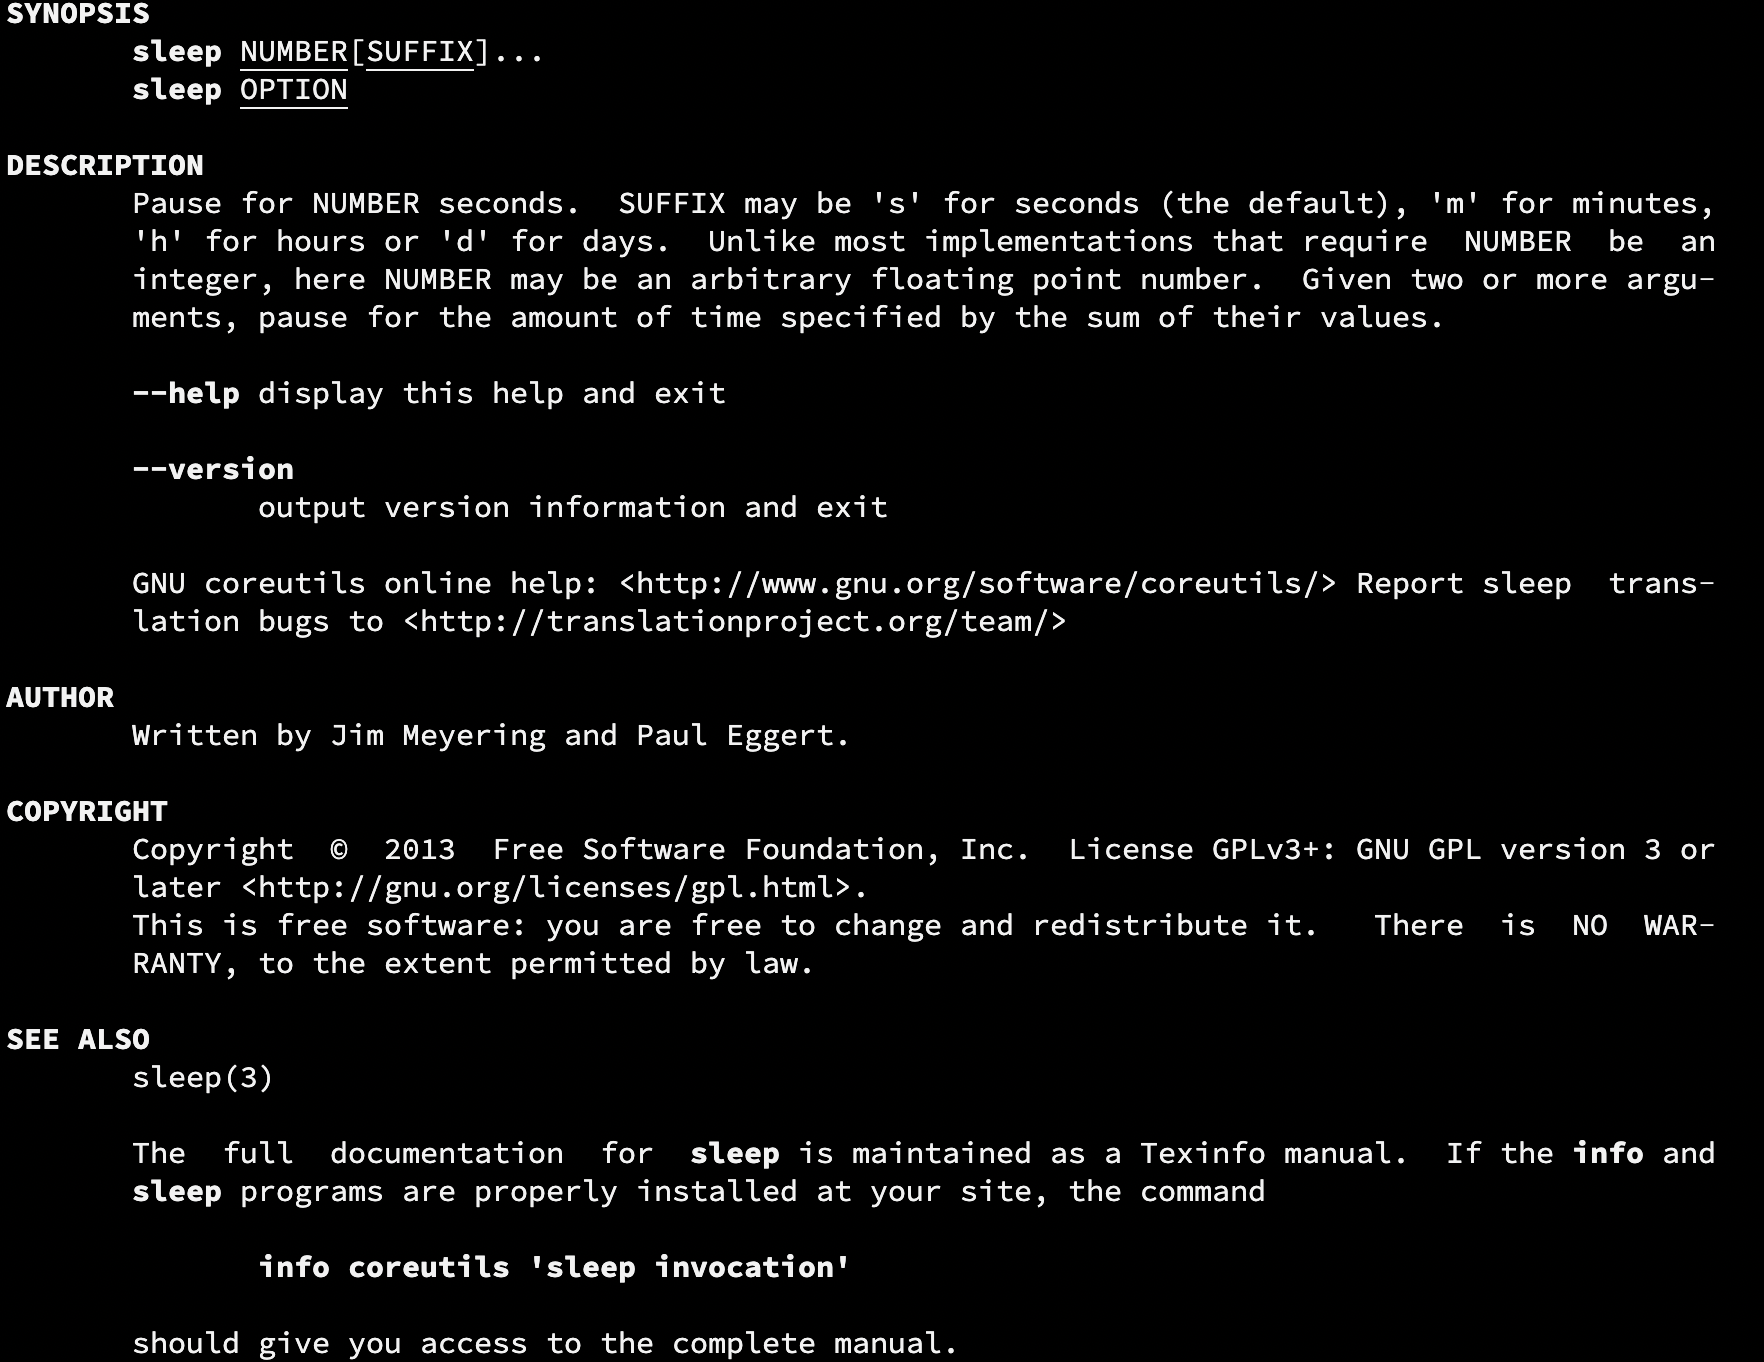 SYNOPSIS
sleep NUMBER[SUFFIX]...
sleep OPTION
DESCRIPTION
Pause for NUMBER seconds.  SUFFIX may be 's' for seconds (the default), 'm' for minutes,
'h' for hours or 'd' for days.  Unlike most implementations that require  NUMBER  be  an
integer, here NUMBER may be an arbitrary floating point number.  Given two or more argu-
ments, pause for the amount of time specified by the sum of their values.
--help display this help and exit
--version
output version information and exit
GNU coreutils online help: <http://www.gnu.org/software/coreutils/> Report sleep  trans-
lation bugs to <http://translationproject.org/team/>
AUTHOR
Written by Jim Meyering and Paul Eggert.
COPYRIGHT
Copyright  ©  2013  Free Software Foundation, Inc.  License GPLv3+: GNU GPL version 3 or
later <http://gnu.org/licenses/gpl.html>.
This is free software: you are free to change and redistribute it.   There  is  NO  WAR-
RANTY, to the extent permitted by law.
SEE ALSO
sleep(3)
The  full  documentation  for  sleep is maintained as a Texinfo manual.  If the info and
sleep programs are properly installed at your site, the command
info coreutils 'sleep invocation'
should give you access to the complete manual.